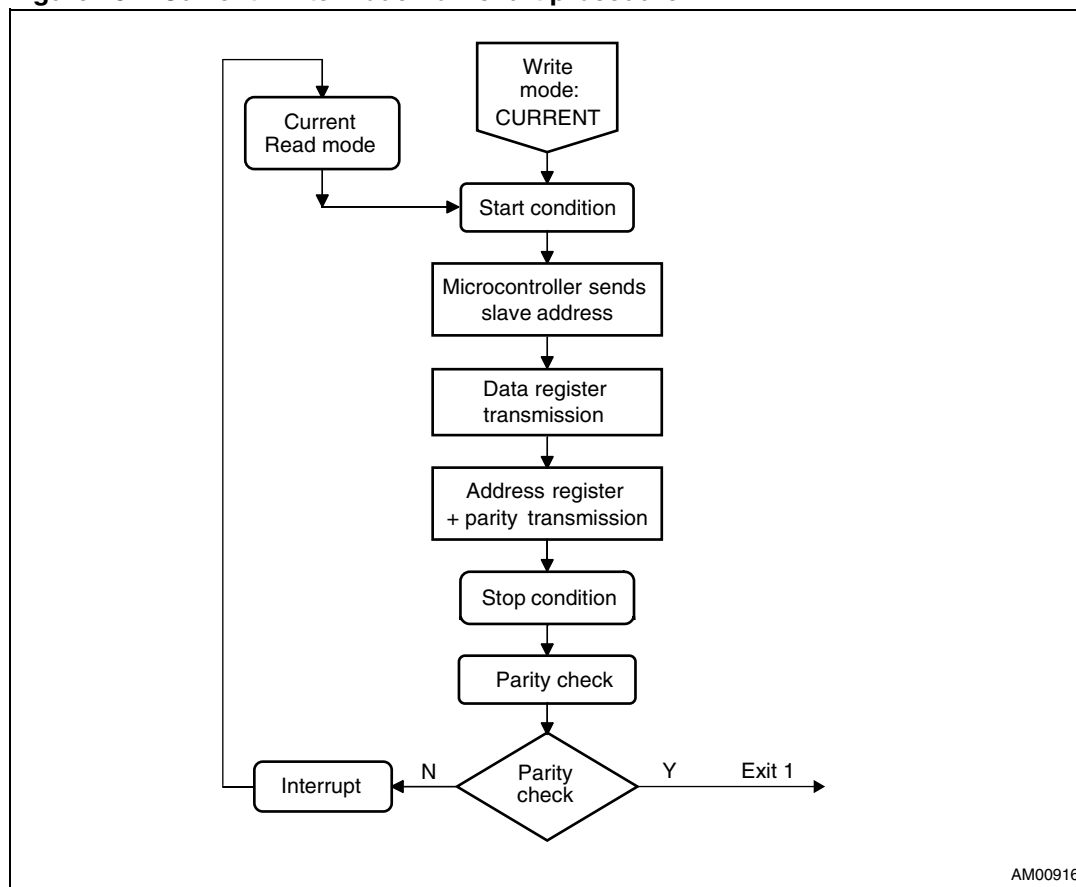 Write
mode:
CURRENT
Current
Read mode
Start condition
Microcontroller sends
slave address
Data register
transmission
Address register
+ parity transmission
Stop condition
Parity check
Interrupt
N
Parity
check
Y
Exit 1
AM00916